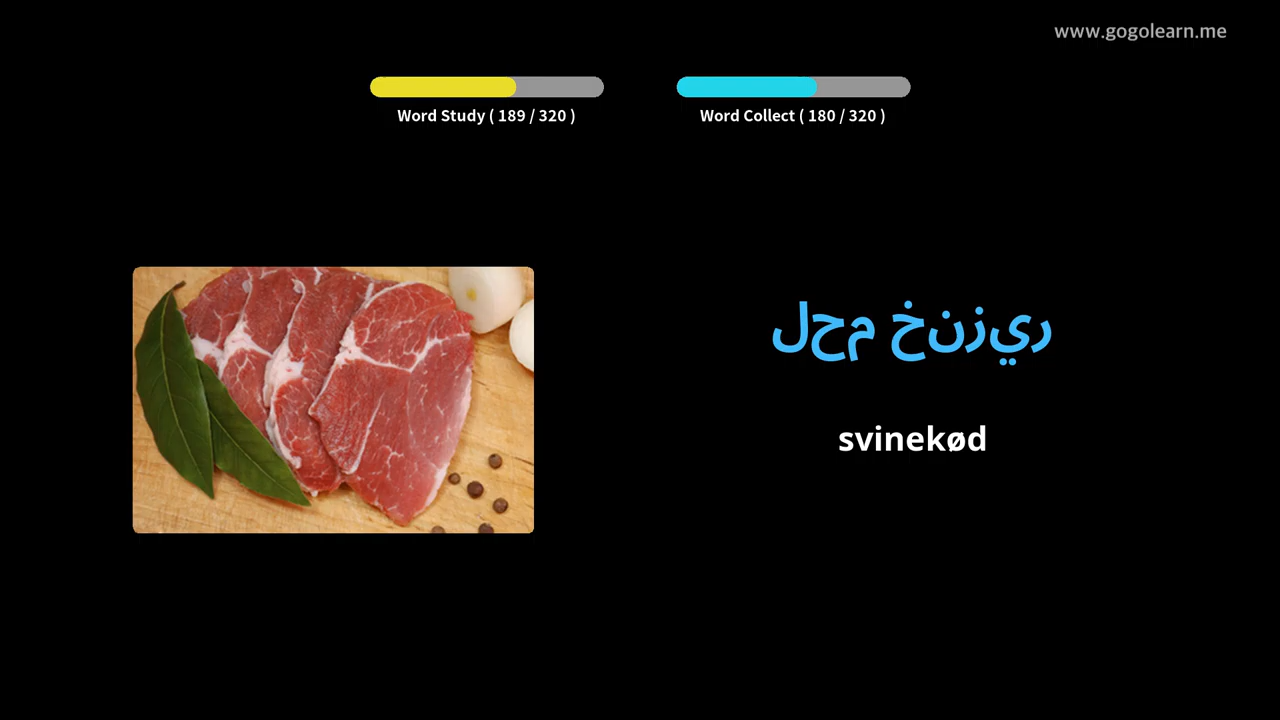 www.gogolearn.me
Word Study ( 189 / 320 )
Word Collect ( 180 / 320 )
لحم خنزير
svinekød